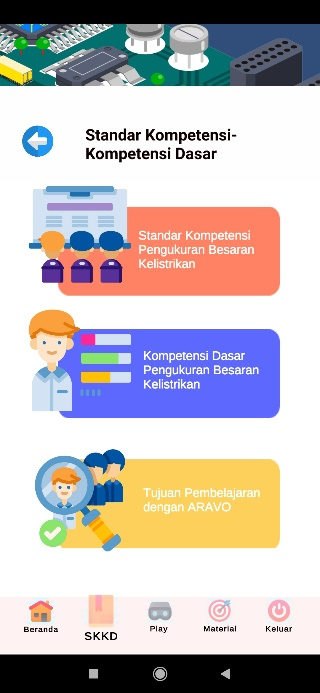 Standar Kompetensi-
Kompetensi Dasar
Standar Kompetensi
Pengukuran Besaran
Kelistrikan
Kompetensi Dasar
Pengukuran Besaran
Kelistrikan
Tujuan Pembelajaran
dengan ARAVO
Beranda
SKKD
Play
Material
Keluar